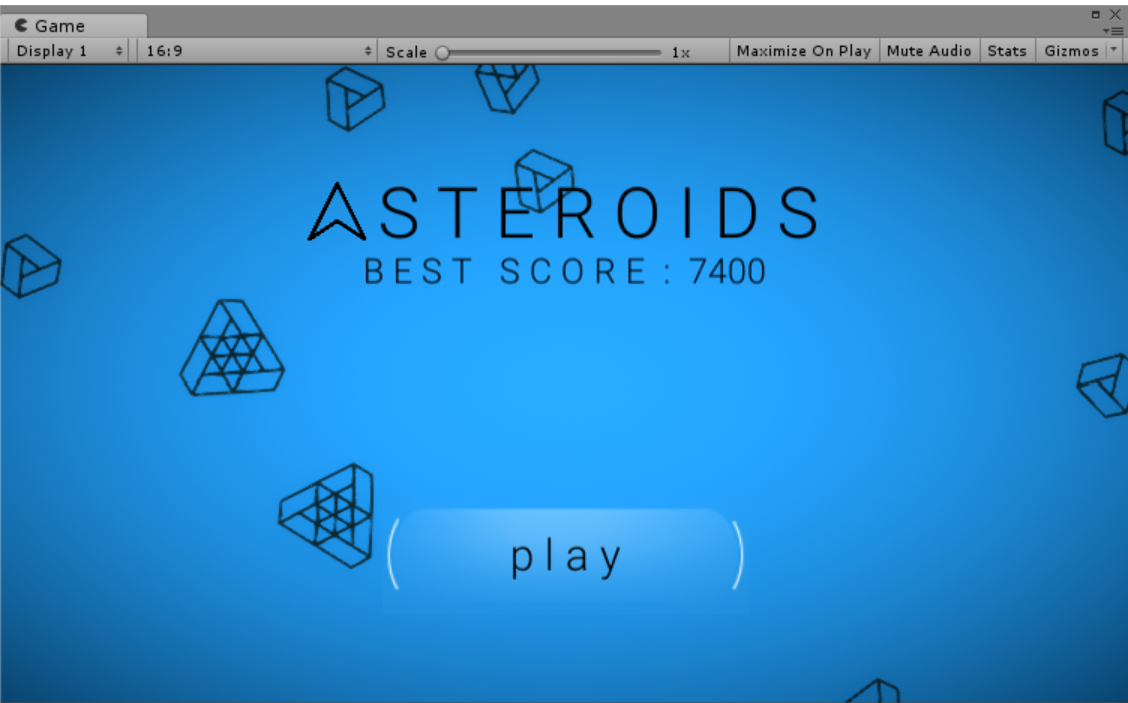 Game
Display 1 16:9 Scale 1x Maximize On Play Mute Audio Stats Gizmos
ASTEROIDS
BEST SCORE: 7400
play